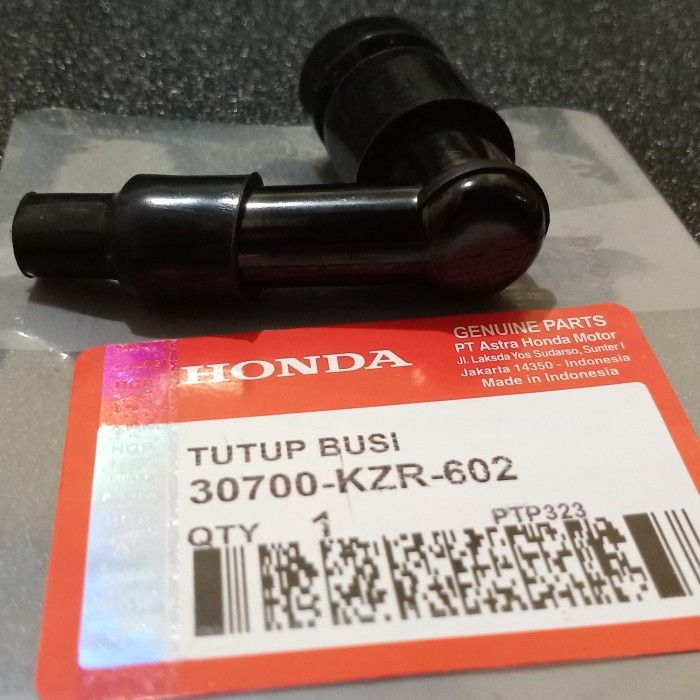 HONDA
GENUINE PARTS
PT Astra Honda Motor
Jl. Laksda Yos Sudarso, Sunter I
Jakarta 14350 - Indonesia
Made in Indonesia
TUTUP BUSI
30700-KZR-602
QTY 1
PTP323